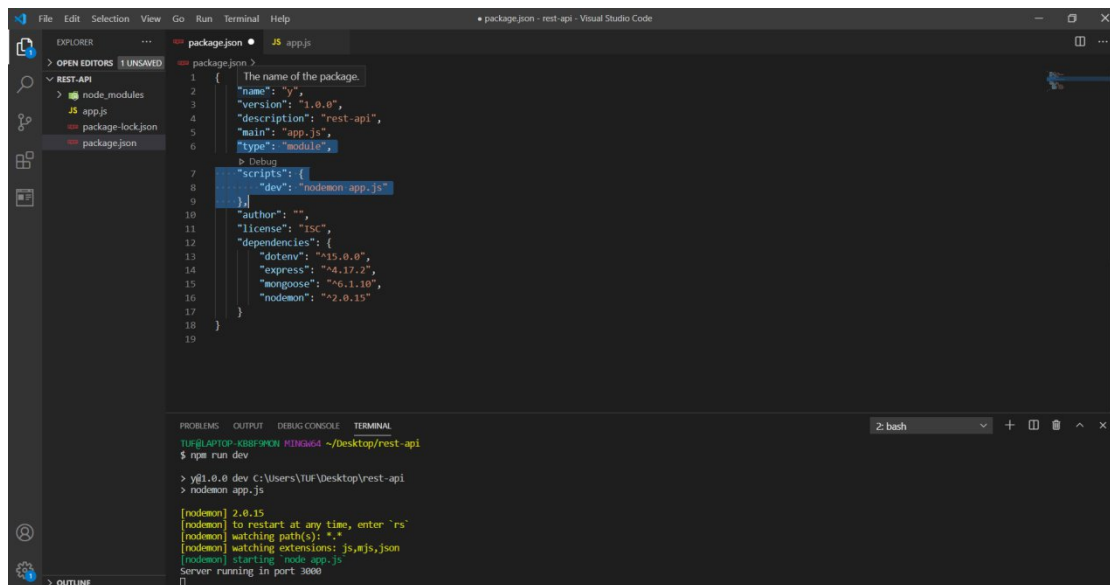 File Edit Selection View Go Run Terminal Help
● package.json - rest-api - Visual Studio Code
EXPLORER
OPEN EDITORS 1 UNSAVED
REST-API
node_modules
JS app.js
package-lock.json
package.json
package.json ●
JS app.js
package.json >
The name of the package.
1 {
2 "name": "y",
3 "version": "1.0.0",
4 "description": "rest-api",
5 "main": "app.js",
6 "type": "module",
Debug
7 "scripts": {
8 "dev": "nodemon app.js"
9 },
10 "author": "",
11 "license": "ISC",
12 "dependencies": {
13 "dotenv": "^15.0.0",
14 "express": "^4.17.2",
15 "mongoose": "^6.1.10",
16 "nodemon": "^2.0.15"
17 }
18 }
19
PROBLEMS OUTPUT DEBUG CONSOLE TERMINAL
2: bash
TUF@LAPTOP-KB8F9MON MINGW64 ~/Desktop/rest-api
$ npm run dev
> y@1.0.0 dev C:\Users\TUF\Desktop\rest-api
> nodemon app.js
[nodemon] 2.0.15
[nodemon] to restart at any time, enter `rs`
[nodemon] watching path(s): *.*
[nodemon] watching extensions: js,mjs,json
[nodemon] starting `node app.js`
Server running in port 3000
OUTLINE